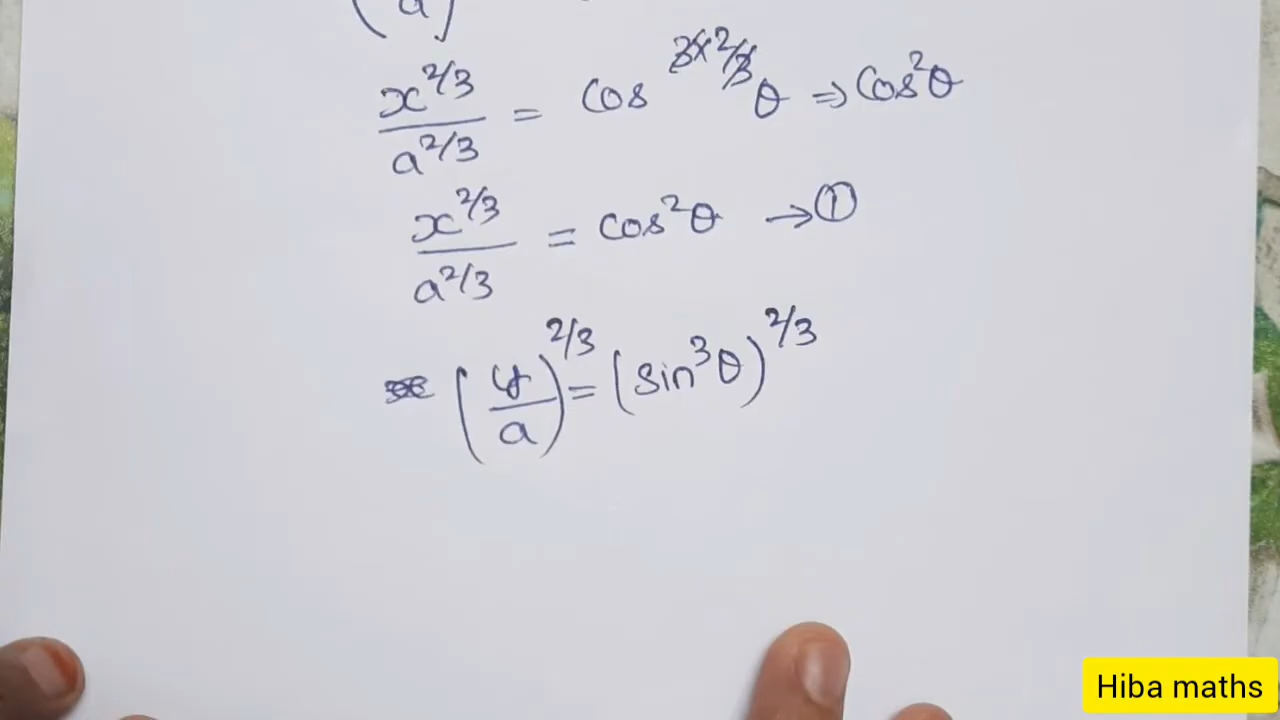 (a)
x^2/3 / a^2/3 = cos^3×2/3 θ ⇒ cos²θ
x^2/3 / a^2/3 = cos²θ → ①
(y/a)^2/3 = (sin³θ)^2/3
Hiba maths